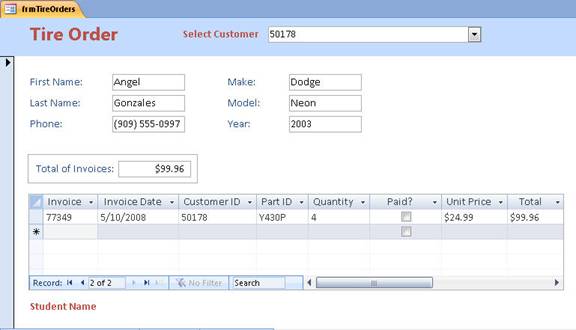 frmTireOrders
Tire Order Select Customer 50178
First Name: Angel Make: Dodge
Last Name: Gonzales Model: Neon
Phone: (909) 555-0997 Year: 2003
Total of Invoices: $99.96
Invoice Invoice Date Customer ID Part ID Quantity Paid? Unit Price Total
77349 5/10/2008 50178 Y430P 4 $24.99 $99.96
Record: 2 of 2 No Filter Search
Student Name